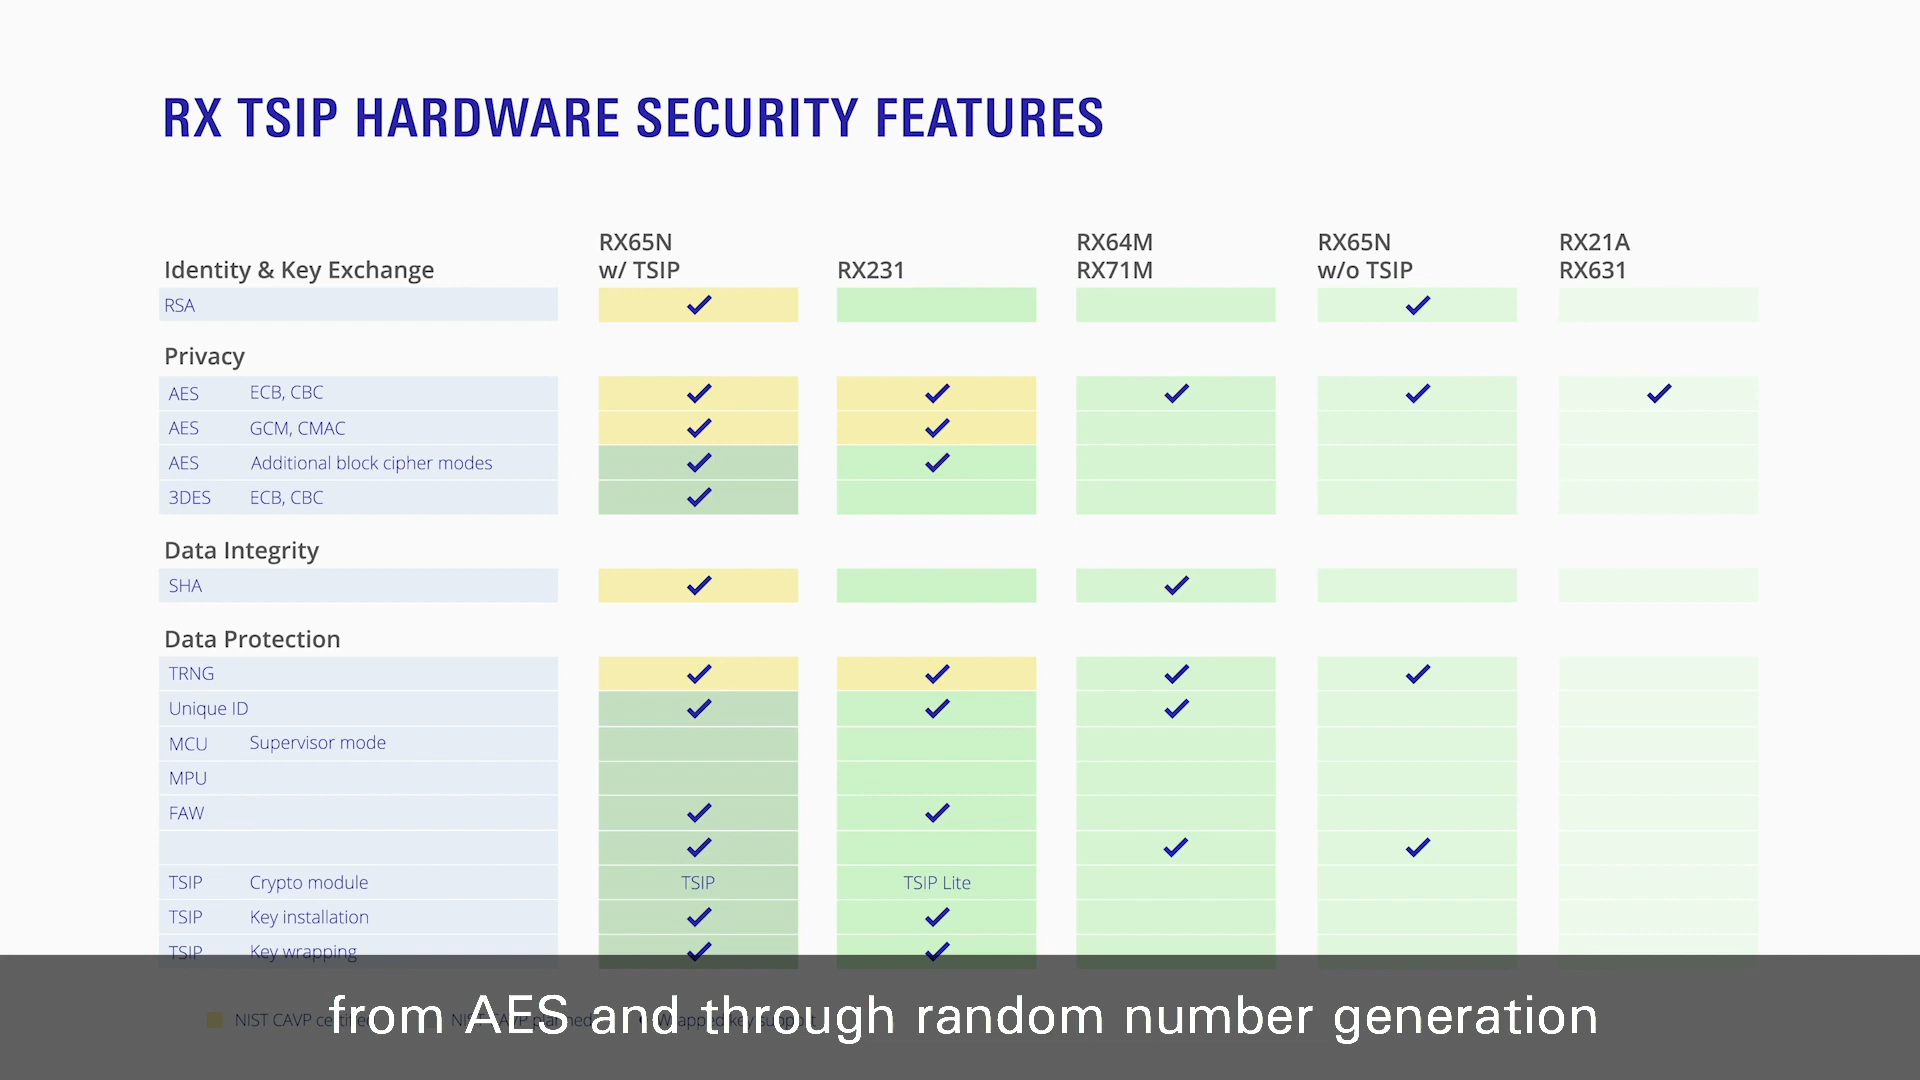 RX TSIP HARDWARE SECURITY FEATURES
Identity & Key Exchange
RX65N
w/ TSIP
RX231
RX64M
RX71M
RX65N
w/o TSIP
RX21A
RX631
RSA
Privacy
AES ECB, CBC
AES GCM, CMAC
AES Additional block cipher modes
3DES ECB, CBC
Data Integrity
SHA
Data Protection
TRNG
Unique ID
MCU Supervisor mode
MPU
FAW
TSIP Crypto module TSIP TSIP Lite
TSIP Key installation
TSIP Key wrapping
NIST CAVP
from AES and through random number generation